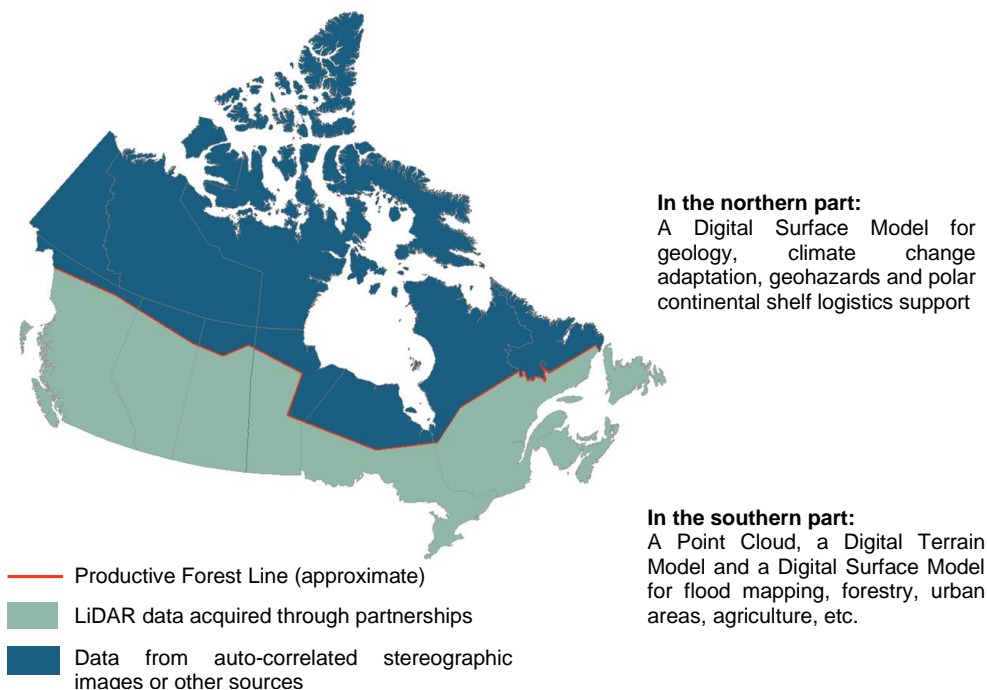 In the northern part:
A Digital Surface Model for
geology, climate change
adaptation, geohazards and polar
continental shelf logistics support
In the southern part:
A Point Cloud, a Digital Terrain
Model and a Digital Surface Model
for flood mapping, forestry, urban
areas, agriculture, etc.
Productive Forest Line (approximate)
LiDAR data acquired through partnerships
Data from auto-correlated stereographic
images or other sources